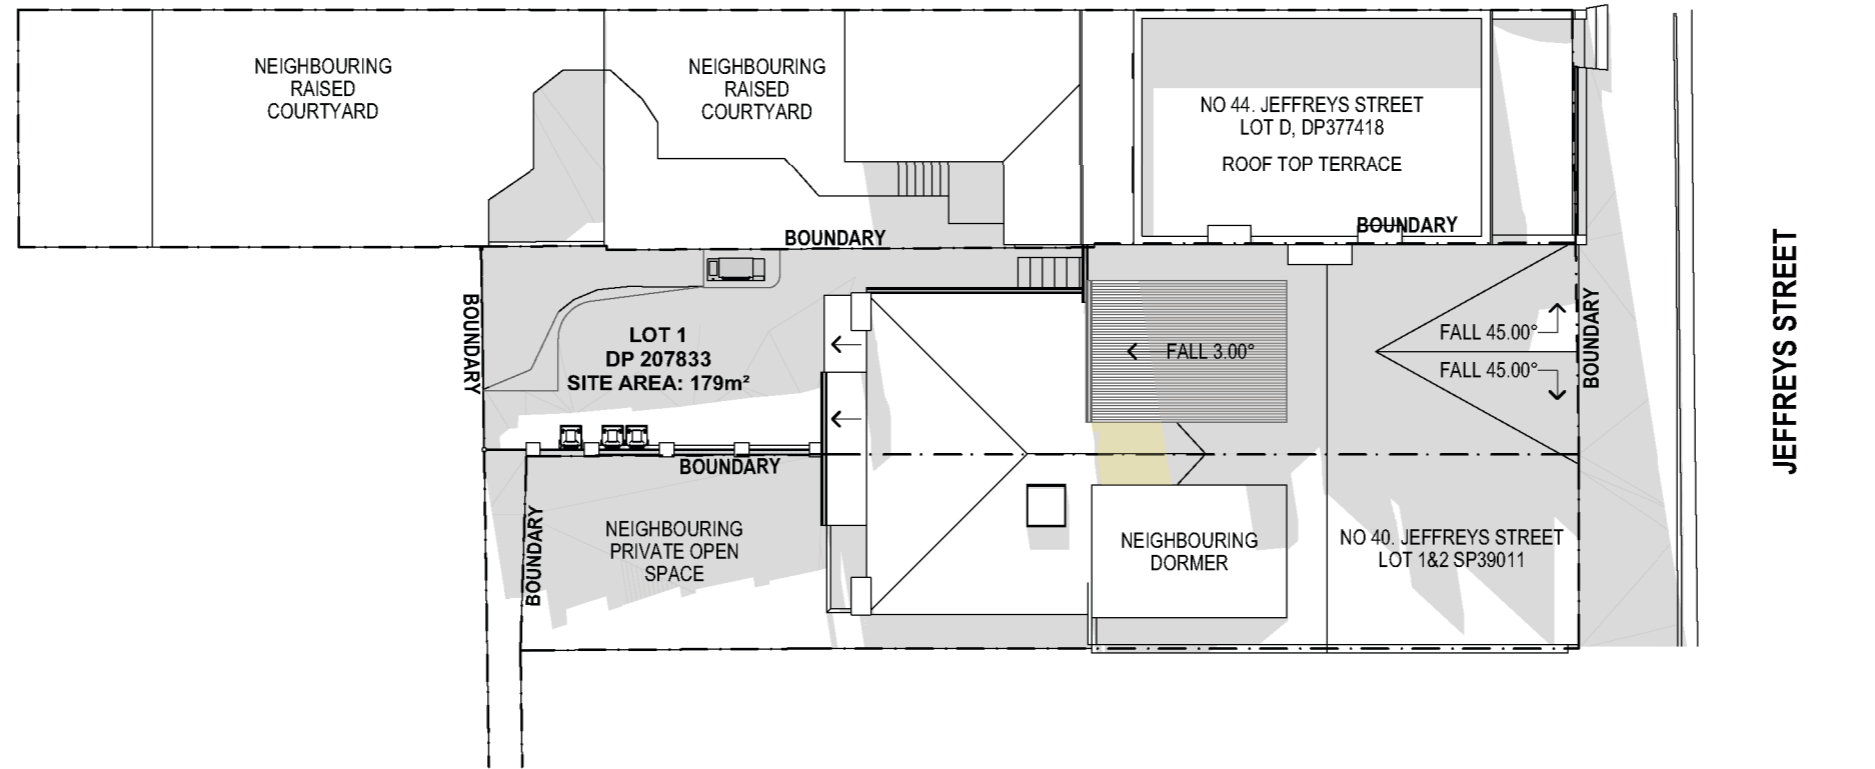 NEIGHBOURING
RAISED
COURTYARD
NEIGHBOURING
RAISED
COURTYARD
NO 44. JEFFREYS STREET
LOT D, DP377418
ROOF TOP TERRACE
BOUNDARY
BOUNDARY
JEFFREYS STREET
BOUNDARY
LOT 1
DP 207833
SITE AREA: 179m²
FALL 3.00°
FALL 45.00°
FALL 45.00°
BOUNDARY
BOUNDARY
BOUNDARY
NEIGHBOURING
PRIVATE OPEN
SPACE
NEIGHBOURING
DORMER
NO 40. JEFFREYS STREET
LOT 1&2 SP39011